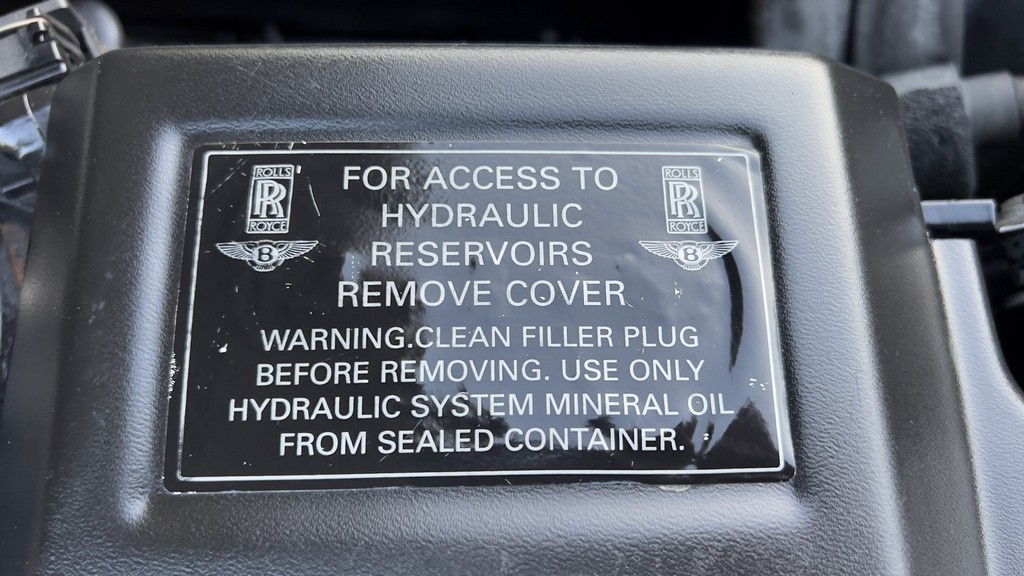 ROLLS
RR
ROYCE
B
FOR ACCESS TO
HYDRAULIC
RESERVOIRS
REMOVE COVER
ROLLS
RR
ROYCE
B
WARNING.CLEAN FILLER PLUG
BEFORE REMOVING. USE ONLY
HYDRAULIC SYSTEM MINERAL OIL
FROM SEALED CONTAINER.